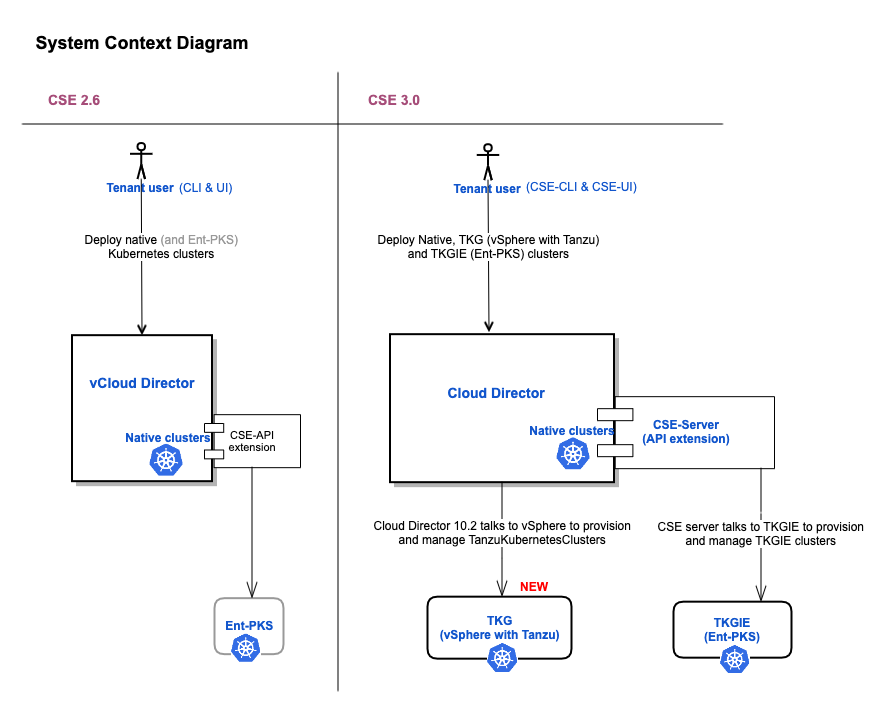 System Context Diagram
CSE 2.6
CSE 3.0
Tenant user (CLI & UI)
Deploy native (and Ent-PKS)
Kubernetes clusters
vCloud Director
Native clusters
CSE-API
extension
Ent-PKS
Tenant user (CSE-CLI & CSE-UI)
Deploy Native, TKG (vSphere with Tanzu)
and TKGIE (Ent-PKS) clusters
Cloud Director
Native clusters
CSE-Server
(API extension)
Cloud Director 10.2 talks to vSphere to provision
and manage TanzuKubernetesClusters
CSE server talks to TKGIE to provision
and manage TKGIE clusters
NEW
TKG
(vSphere with Tanzu)
TKGIE
(Ent-PKS)